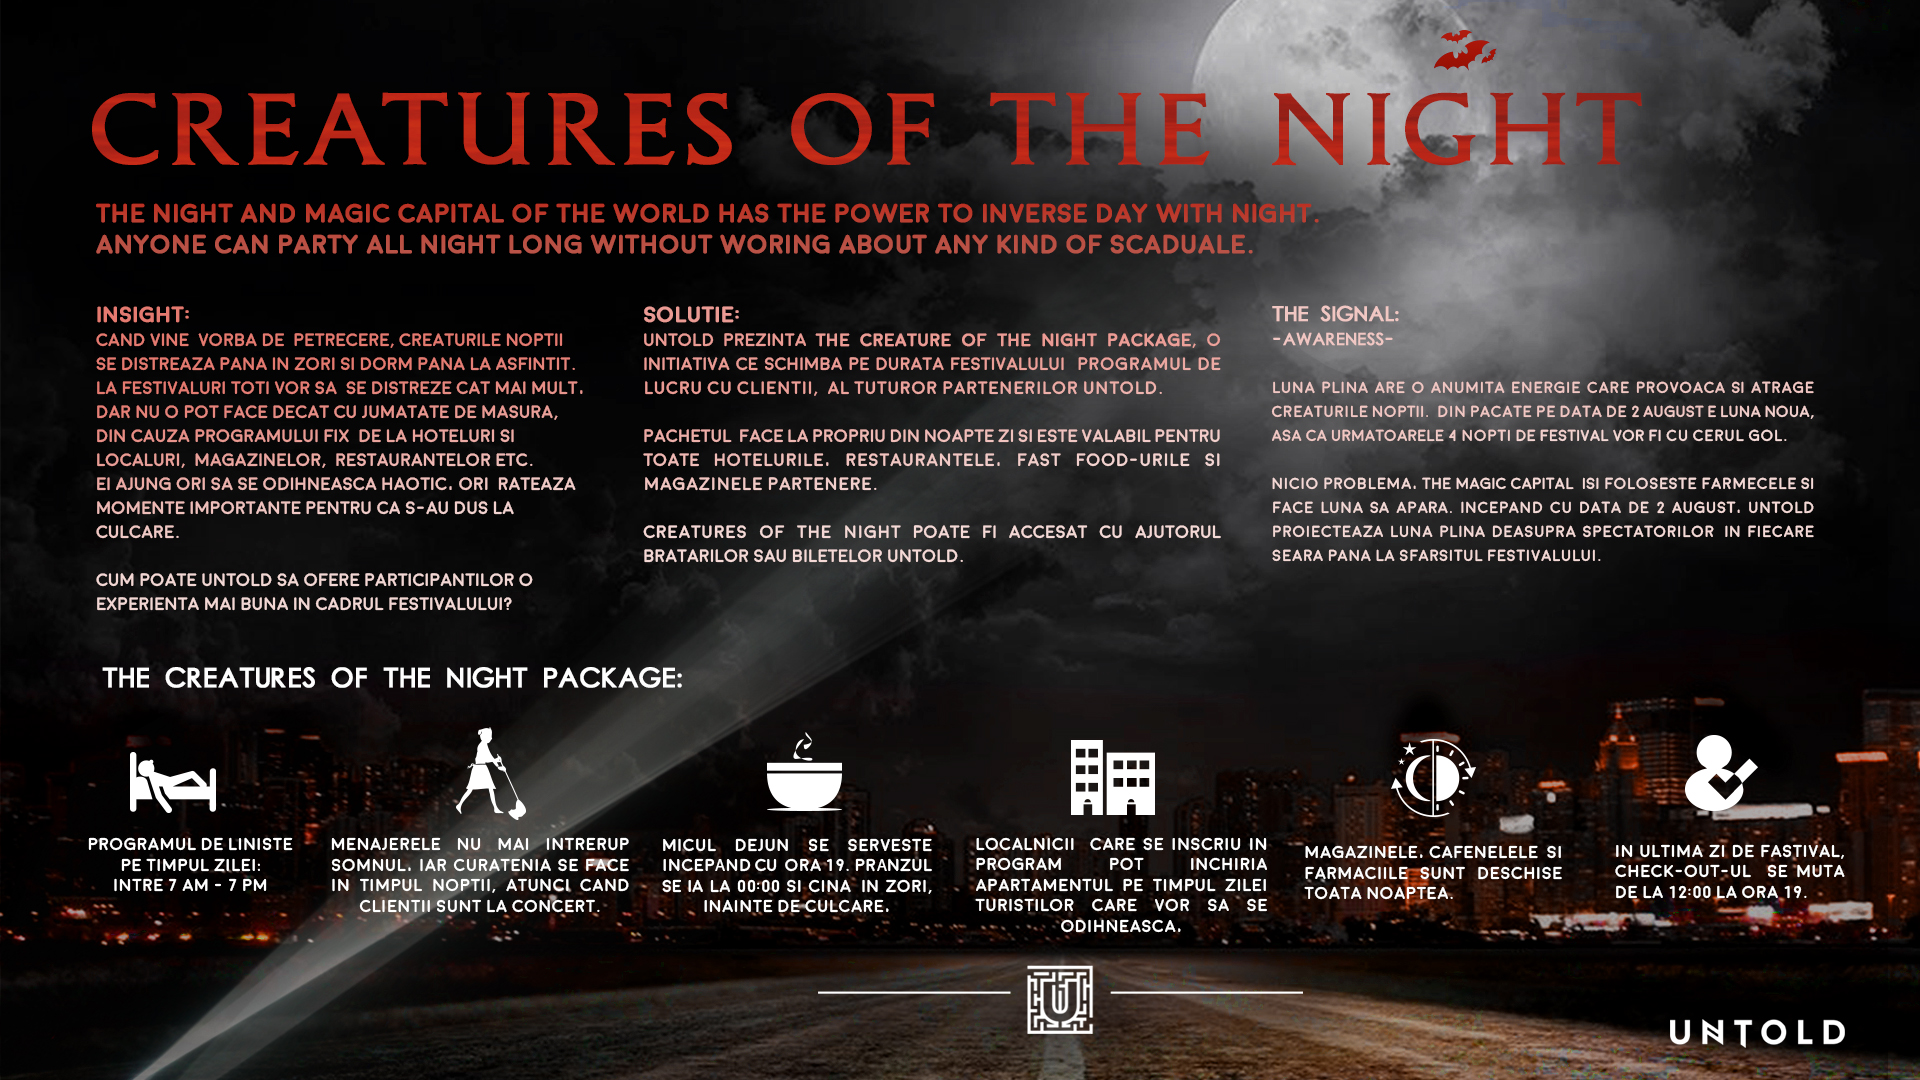 CREATURES OF THE NIGHT
THE NIGHT AND MAGIC CAPITAL OF THE WORLD HAS THE POWER TO INVERSE DAY WITH NIGHT.
ANYONE CAN PARTY ALL NIGHT LONG WITHOUT WORING ABOUT ANY KIND OF SCADUALE.
INSIGHT:
CAND VINE VORBA DE PETRECERE, CREATURILE NOPTII
SE DISTREAZA PANA IN ZORI SI DORM PANA LA ASFINTIT.
LA FESTIVALURI TOTI VOR SA SE DISTREZE CAT MAI MULT.
DAR NU O POT FACE DECAT CU JUMATATE DE MASURA,
DIN CAUZA PROGRAMULUI FIX DE LA HOTELURI SI
LOCALURI, MAGAZINELOR, RESTAURANTELOR ETC.
EI AJUNG ORI SA SE ODIHNEASCA HAOTIC. ORI RATEAZA
MOMENTE IMPORTANTE PENTRU CA S-AU DUS LA
CULCARE.
CUM POATE UNTOLD SA OFERE PARTICIPANTILOR O
EXPERIENTA MAI BUNA IN CADRUL FESTIVALULUI?
SOLUTIE:
UNTOLD PREZINTA THE CREATURE OF THE NIGHT PACKAGE, O
INITIATIVA CE SCHIMBA PE DURATA FESTIVALULUI PROGRAMUL DE
LUCRU CU CLIENTII, AL TUTUROR PARTENERILOR UNTOLD.
PACHETUL FACE LA PROPRIU DIN NOAPTE ZI SI ESTE VALABIL PENTRU
TOATE HOTELURILE. RESTAURANTELE. FAST FOOD-URILE SI
MAGAZINELE PARTENERE.
CREATURES OF THE NIGHT POATE FI ACCESAT CU AJUTORUL
BRATARILOR SAU BILETELOR UNTOLD.
THE SIGNAL:
-AWARENESS-
LUNA PLINA ARE O ANUMITA ENERGIE CARE PROVOACA SI ATRAGE
CREATURILE NOPTII. DIN PACATE PE DATA DE 2 AUGUST E LUNA NOUA,
ASA CA URMATOARELE 4 NOPTI DE FESTIVAL VOR FI CU CERUL GOL.
NICIO PROBLEMA. THE MAGIC CAPITAL ISI FOLOSESTE FARMECELE SI
FACE LUNA SA APARA. INCEPAND CU DATA DE 2 AUGUST. UNTOLD
PROIECTEAZA LUNA PLINA DEASUPRA SPECTATORILOR IN FIECARE
SEARA PANA LA SFARSITUL FESTIVALULUI.
THE CREATURES OF THE NIGHT PACKAGE:
PROGRAMUL DE LINISTE
PE TIMPUL ZILEI:
INTRE 7 AM - 7 PM
MENAJERELE NU MAI INTRERUP
SOMNUL. IAR CURATENIA SE FACE
IN TIMPUL NOPTII, ATUNCI CAND
CLIENTII SUNT LA CONCERT.
MICUL DEJUN SE SERVESTE
INCEPAND CU ORA 19. PRANZUL
SE IA LA 00:00 SI CINA IN ZORI,
INAINTE DE CULCARE.
LOCALNICII CARE SE INSCRIU IN
PROGRAM POT INCHIRIA
APARTAMENTUL PE TIMPUL ZILEI
TURISTILOR CARE VOR SA SE
ODIHNEASCA.
MAGAZINELE. CAFENELELE SI
FARMACIILE SUNT DESCHISE
TOATA NOAPTEA.
IN ULTIMA ZI DE FASTIVAL,
CHECK-OUT-UL SE MUTA
DE LA 12:00 LA ORA 19.
U
UNTOLD